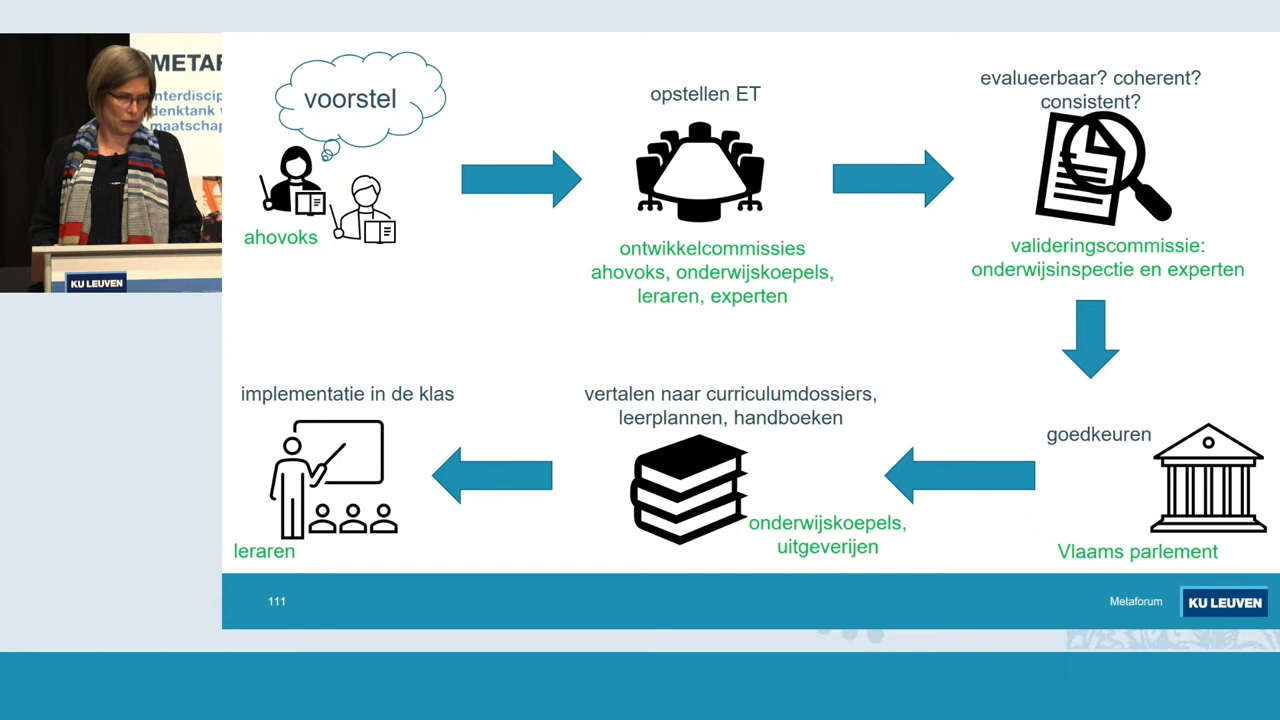 METAF
interdiscip
denktank v
maatschap
KU LEUVEN
voorstel
ahovoks
opstellen ET
ontwikkelcommissies
ahovoks, onderwijskoepels,
leraren, experten
evalueerbaar? coherent?
consistent?
valideringscommissie:
onderwijsinspectie en experten
implementatie in de klas
leraren
vertalen naar curriculumdossiers,
leerplannen, handboeken
onderwijskoepels,
uitgeverijen
goedkeuren
Vlaams parlement
111
Metaforum
KU LEUVEN